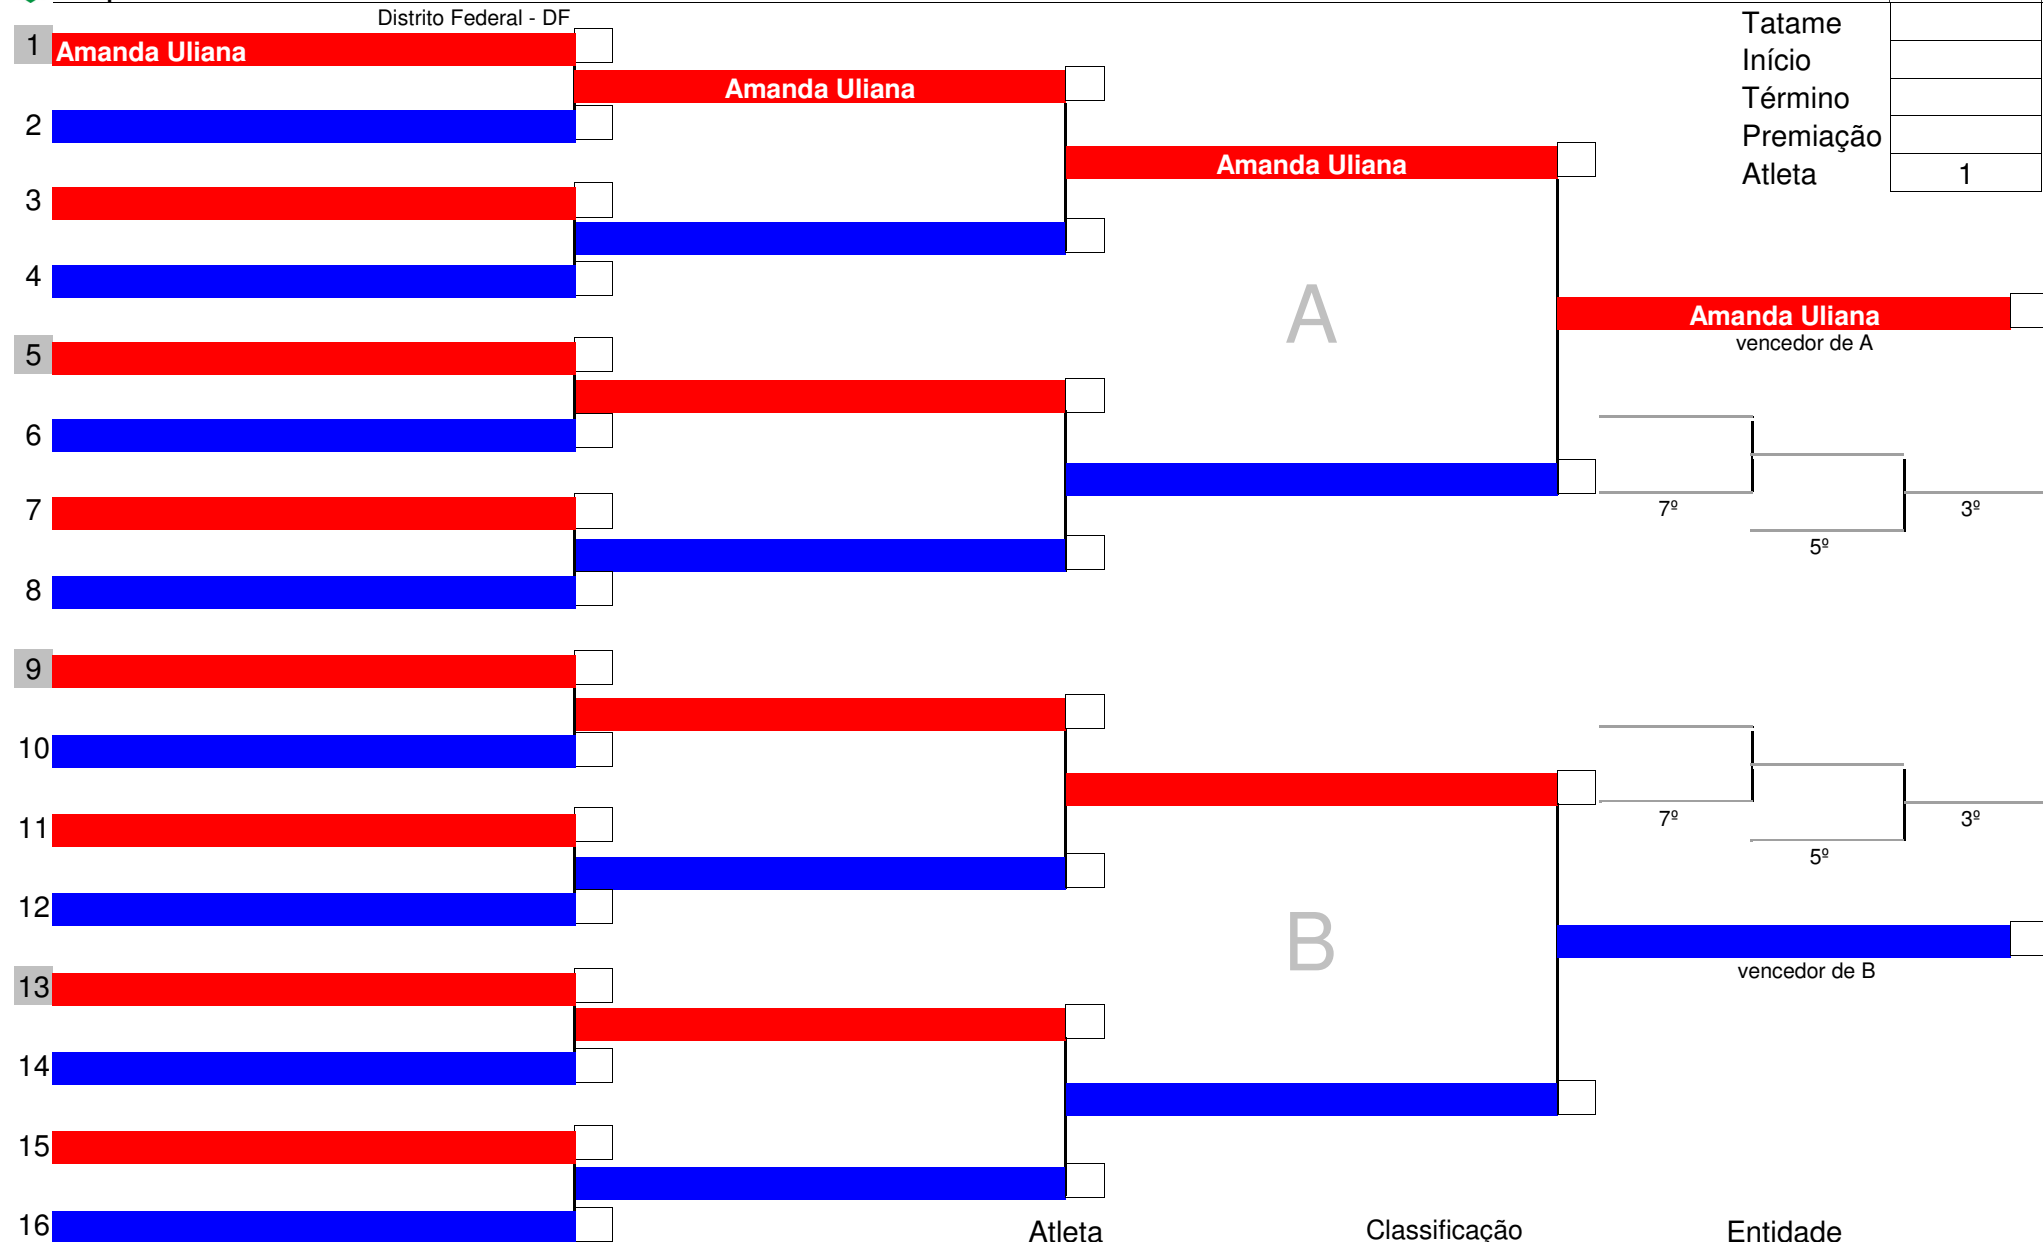 Distrito Federal - DF
Tatame
1 Amanda Uliana
Início
Amanda Uliana
Término
2
Premiação
Amanda Uliana
Atleta 1
3
4
A
Amanda Uliana
vencedor de A
5
6
7
7º 3º
5º
8
9
10
11
7º 3º
5º
12
B
vencedor de B
13
14
15
16
Atleta Classificação Entidade